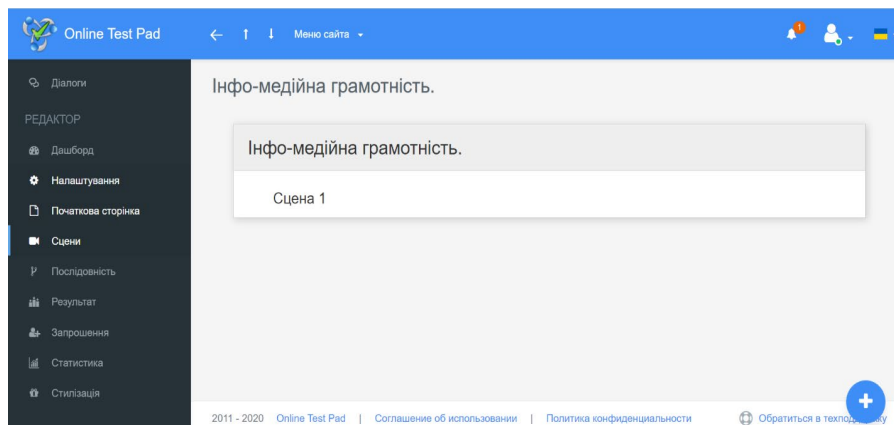 Online Test Pad
Меню сайта
1
Діалоги
РЕДАКТОР
Дашборд
Налаштування
Початкова сторінка
Сцени
Послідовність
Результат
Запрошення
Статистика
Стилізація
Інфо-медійна грамотність.
Інфо-медійна грамотність.
Сцена 1
2011 - 2020 Online Test Pad | Соглашение об использовании | Политика конфиденциальности Обратиться в